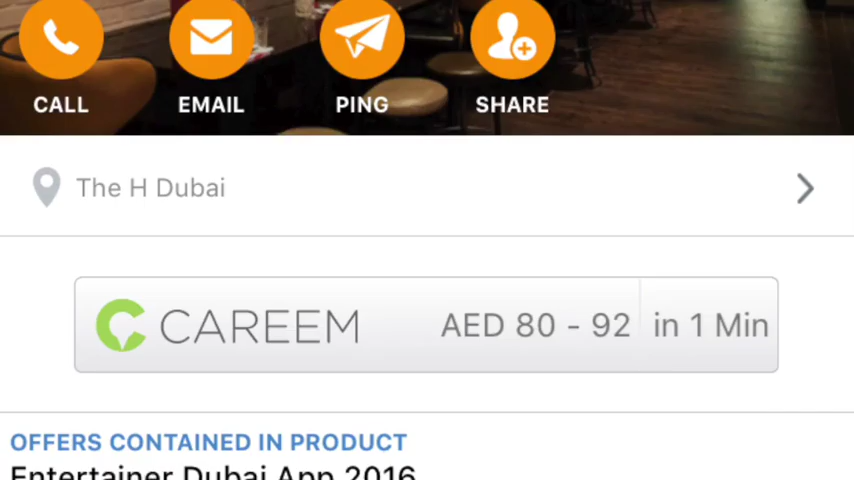 CALL EMAIL PING SHARE
The H Dubai
CAREEM AED 80 - 92 in 1 Min
OFFERS CONTAINED IN PRODUCT
Entertainer Dubai App 2016